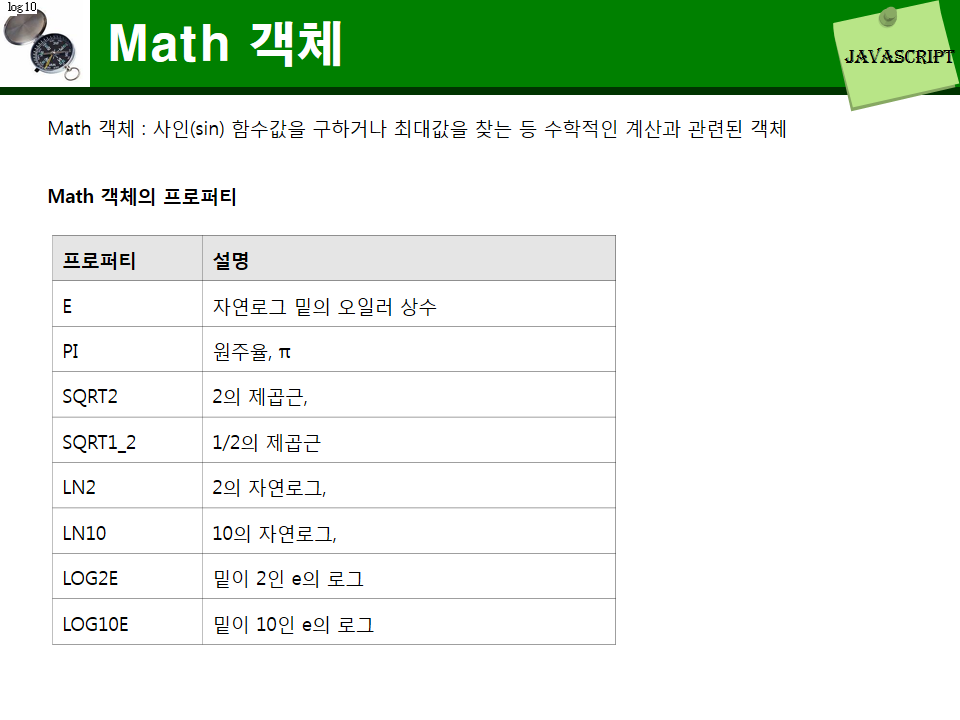 log10
Math 객체
JAVASCRIPT
Math 객체 : 사인(sin) 함수값을 구하거나 최대값을 찾는 등 수학적인 계산과 관련된 객체
Math 객체의 프로퍼티
프로퍼티 설명
E 자연로그 밑의 오일러 상수
PI 원주율, π
SQRT2 2의 제곱근,
SQRT1_2 1/2의 제곱근
LN2 2의 자연로그,
LN10 10의 자연로그,
LOG2E 밑이 2인 e의 로그
LOG10E 밑이 10인 e의 로그